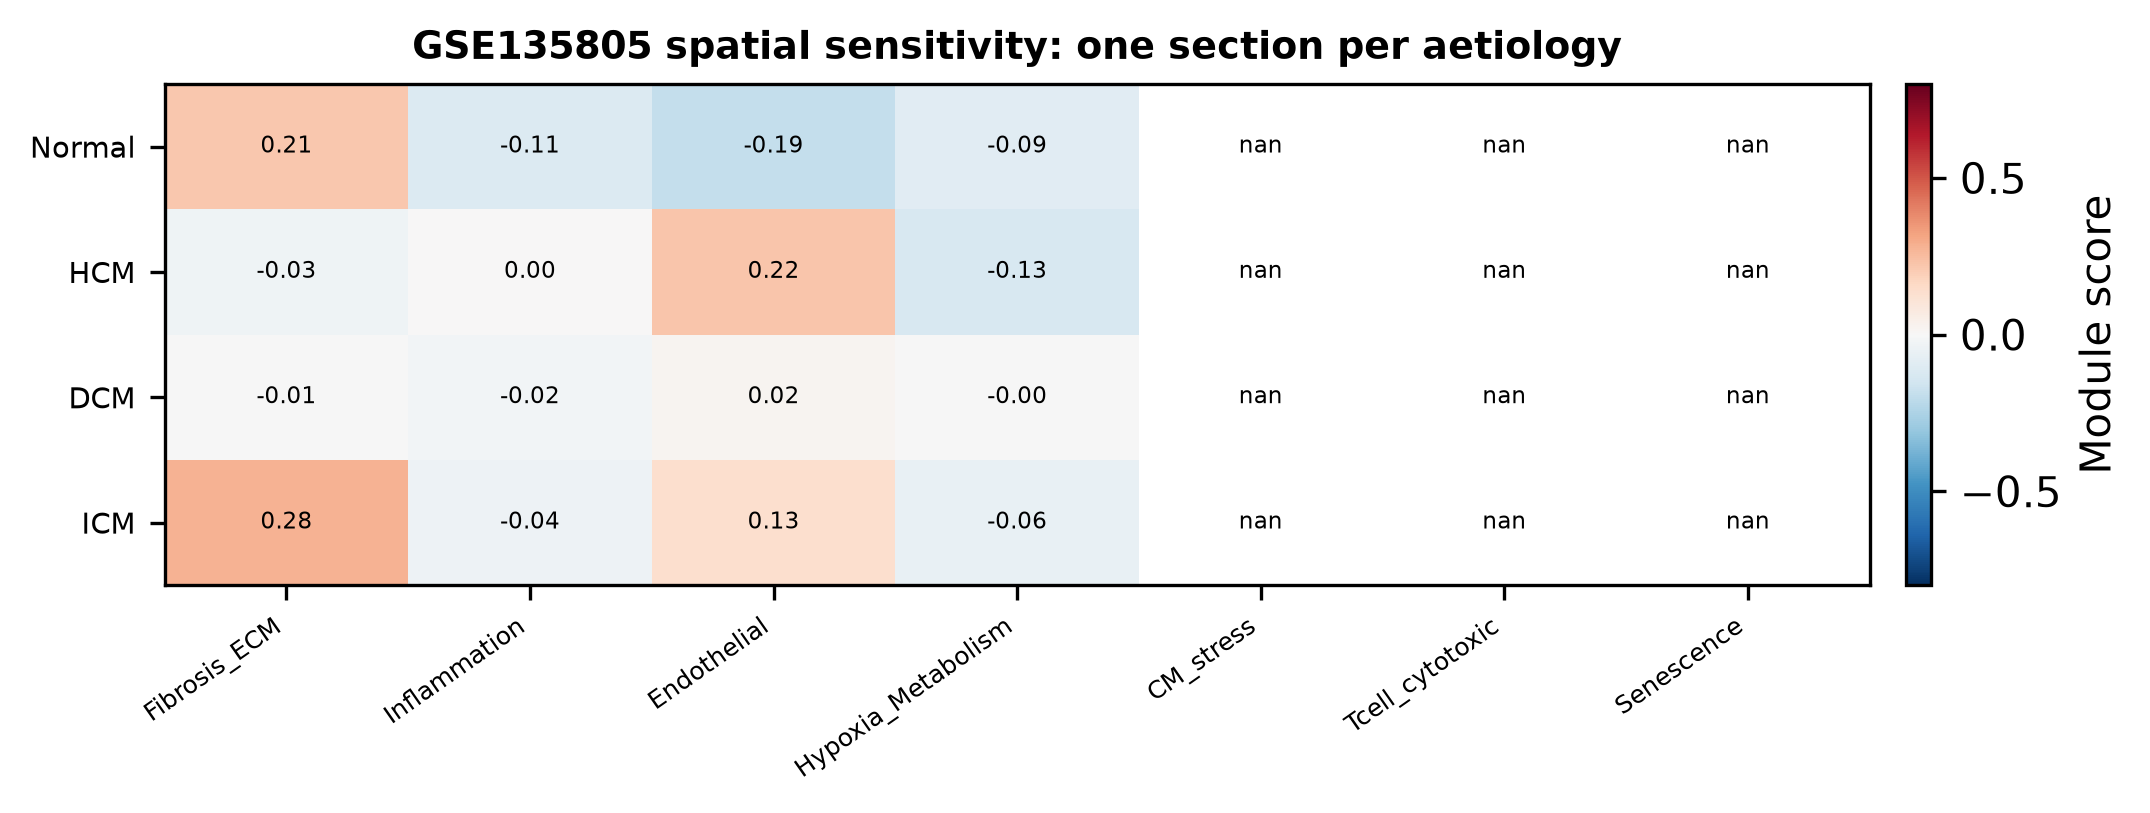 GSE135805 spatial sensitivity: one section per aetiology
Normal 0.21 -0.11 -0.19 -0.09 nan nan nan
HCM -0.03 0.00 0.22 -0.13 nan nan nan
DCM -0.01 -0.02 0.02 -0.00 nan nan nan
ICM 0.28 -0.04 0.13 -0.06 nan nan nan
Fibrosis_ECM
Inflammation
Endothelial
Hypoxia_Metabolism
CM_stress
Tcell_cytotoxic
Senescence
0.5
0.0
−0.5
Module score